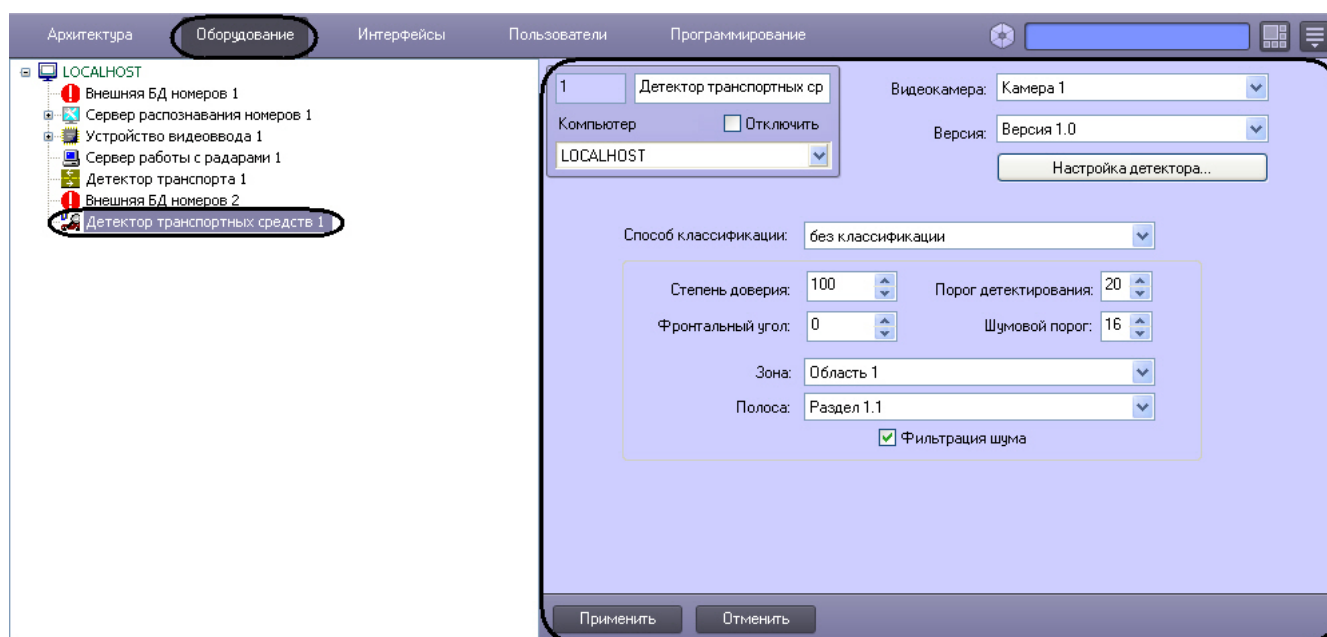 Архитектура Оборудование Интерфейсы Пользователи Программирование
LOCALHOST
Внешняя БД номеров 1
Сервер распознавания номеров 1
Устройство видеоввода 1
Сервер работы с радарами 1
Детектор транспорта 1
Внешняя БД номеров 2
Детектор транспортных средств 1
1 Детектор транспортных ср
Компьютер Отключить
LOCALHOST
Видеокамера: Камера 1
Версия: Версия 1.0
Настройка детектора...
Способ классификации: без классификации
Степень доверия: 100 Порог детектирования: 20
Фронтальный угол: 0 Шумовой порог: 16
Зона: Область 1
Полоса: Раздел 1.1
Фильтрация шума
Применить Отменить